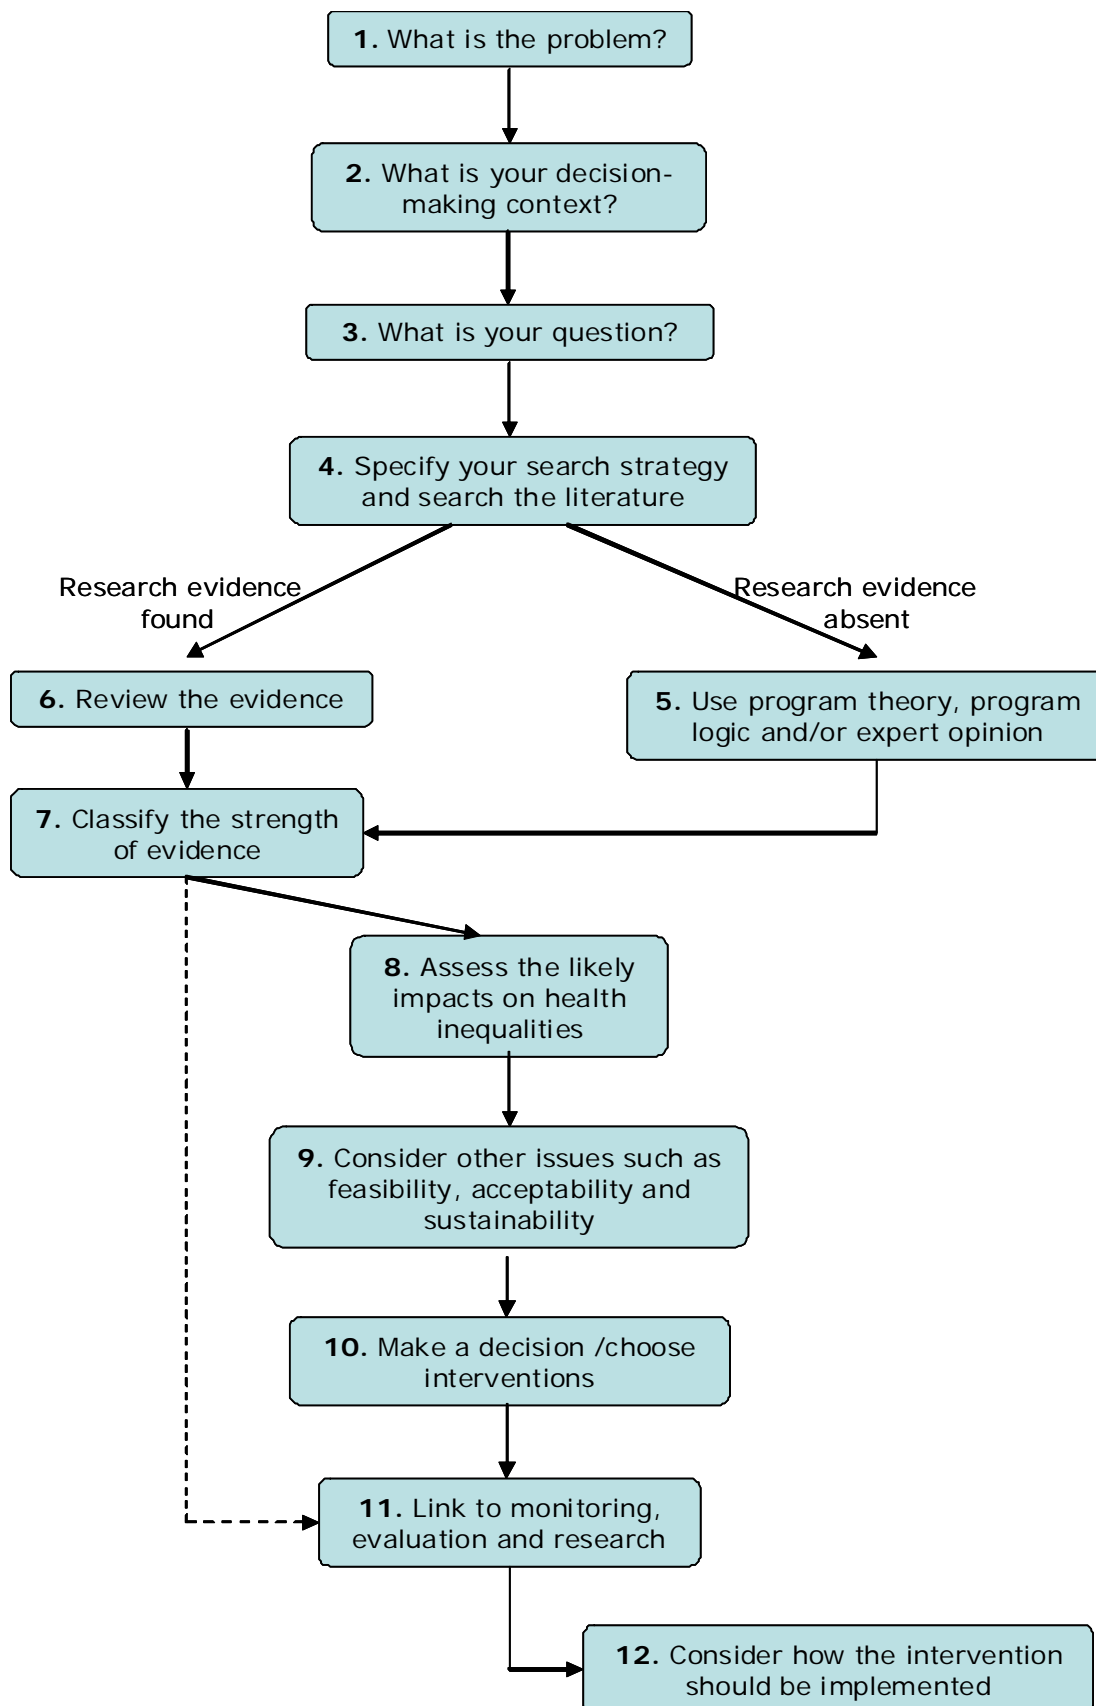 1. What is the problem?
2. What is your decision-
making context?
3. What is your question?
4. Specify your search strategy
and search the literature
Research evidence
found
Research evidence
absent
6. Review the evidence
5. Use program theory, program
logic and/or expert opinion
7. Classify the strength
of evidence
8. Assess the likely
impacts on health
inequalities
9. Consider other issues such as
feasibility, acceptability and
sustainability
10. Make a decision /choose
interventions
11. Link to monitoring,
evaluation and research
12. Consider how the intervention
should be implemented